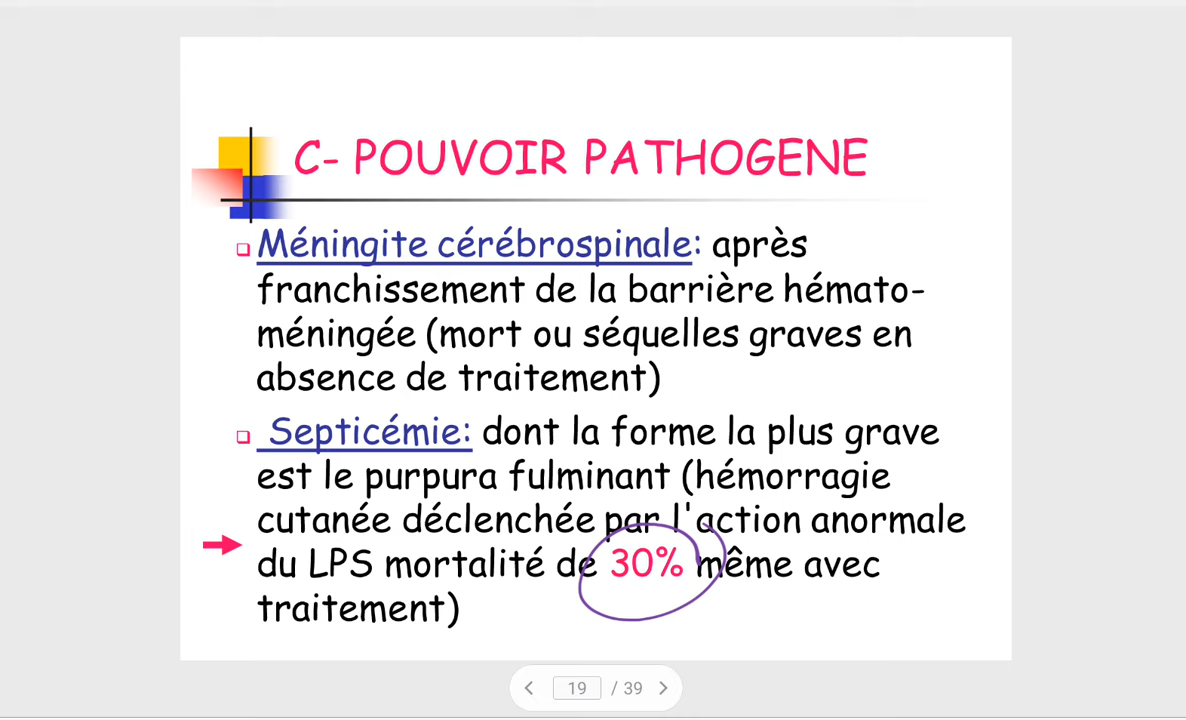 C- POUVOIR PATHOGENE
Méningite cérébrospinale: après
franchissement de la barrière hémato-
méningée (mort ou séquelles graves en
absence de traitement)
Septicémie: dont la forme la plus grave
est le purpura fulminant (hémorragie
cutanée déclenchée par l'action anormale
du LPS mortalité de 30% même avec
traitement)
19 / 39